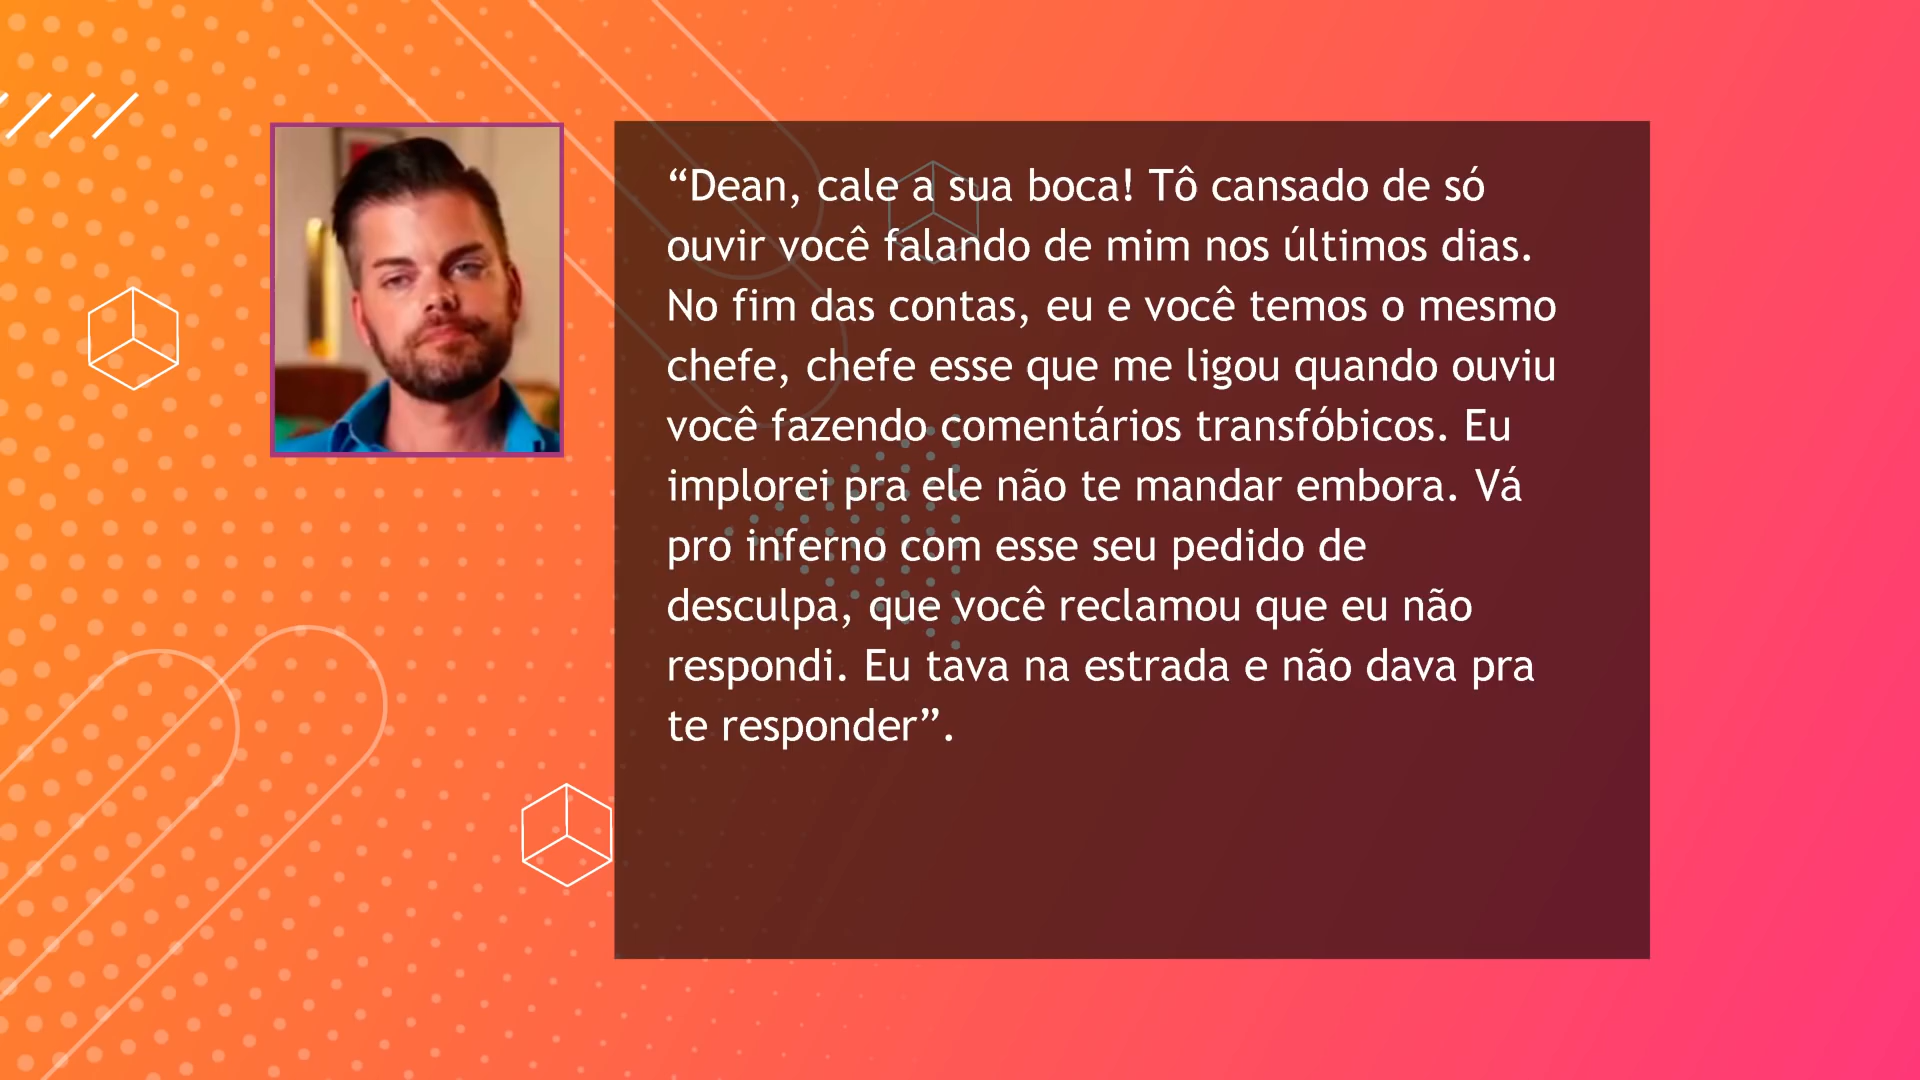 “Dean, cale a sua boca! Tô cansado de só
ouvir você falando de mim nos últimos dias.
No fim das contas, eu e você temos o mesmo
chefe, chefe esse que me ligou quando ouviu
você fazendo comentários transfóbicos. Eu
implorei pra ele não te mandar embora. Vá
pro inferno com esse seu pedido de
desculpa, que você reclamou que eu não
respondi. Eu tava na estrada e não dava pra
te responder”.